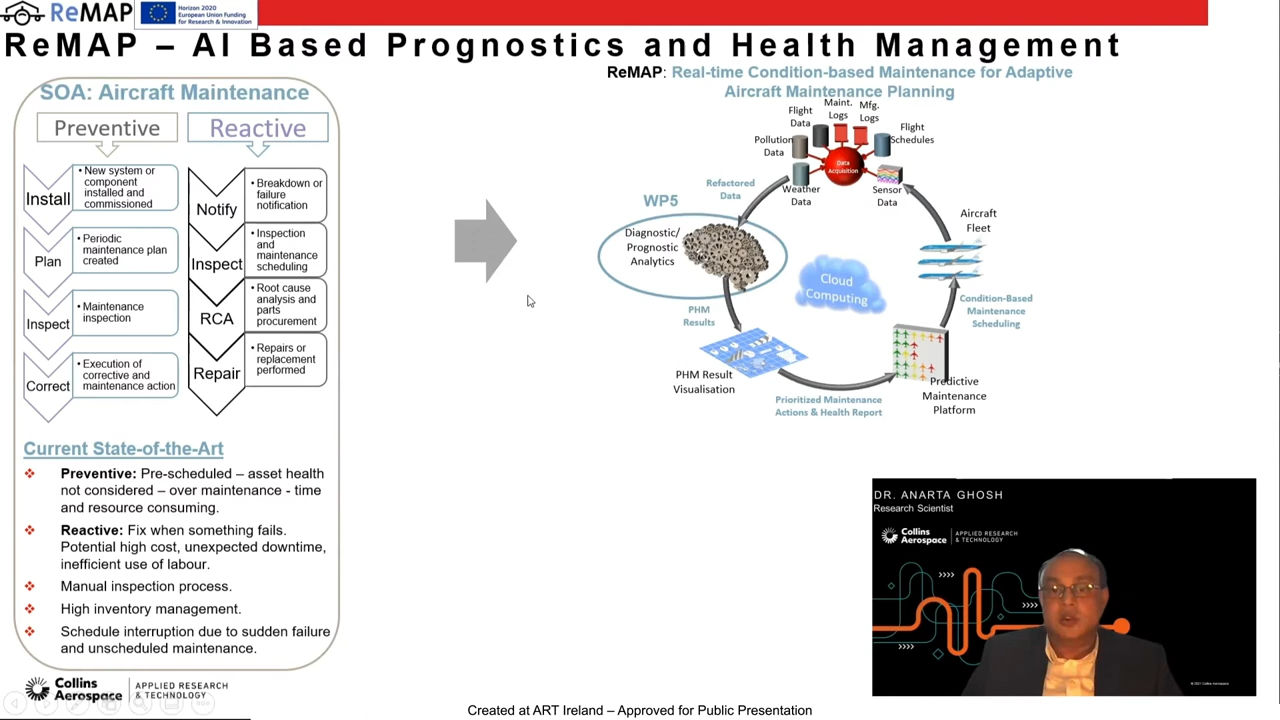 ReMAP
Horizon 2020
European Union Funding
for Research & Innovation
ReMAP – AI Based Prognostics and Health Management
SOA: Aircraft Maintenance
Preventive
Reactive
Install
• New system or
component
installed and
commissioned
Plan
• Periodic
maintenance plan
created
Inspect
• Maintenance
inspection
Correct
• Execution of
corrective and
maintenance action
Notify
• Breakdown or
failure
notification
Inspect
• Inspection
and
maintenance
scheduling
RCA
• Root cause
analysis and
parts
procurement
Repair
• Repairs or
replacement
performed
Current State-of-the-Art
❖ Preventive: Pre-scheduled – asset health
not considered – over maintenance - time
and resource consuming.
❖ Reactive: Fix when something fails.
Potential high cost, unexpected downtime,
inefficient use of labour.
❖ Manual inspection process.
❖ High inventory management.
❖ Schedule interruption due to sudden failure
and unscheduled maintenance.
ReMAP: Real-time Condition-based Maintenance for Adaptive
Aircraft Maintenance Planning
Flight
Data
Maint.
Logs
Mfg.
Logs
Flight
Schedules
Pollution
Data
Data
Acquisition
Weather
Data
Sensor
Data
Refactored
Data
WP5
Diagnostic/
Prognostic
Analytics
Cloud
Computing
Aircraft
Fleet
Condition-Based
Maintenance
Scheduling
PHM
Results
PHM Result
Visualisation
Prioritized Maintenance
Actions & Health Report
Predictive
Maintenance
Platform
DR. ANARTA GHOSH
Research Scientist
Collins
Aerospace
APPLIED RESEARCH
& TECHNOLOGY
© 2021 Collins Aerospace
Collins
Aerospace
APPLIED RESEARCH
& TECHNOLOGY
Created at ART Ireland – Approved for Public Presentation